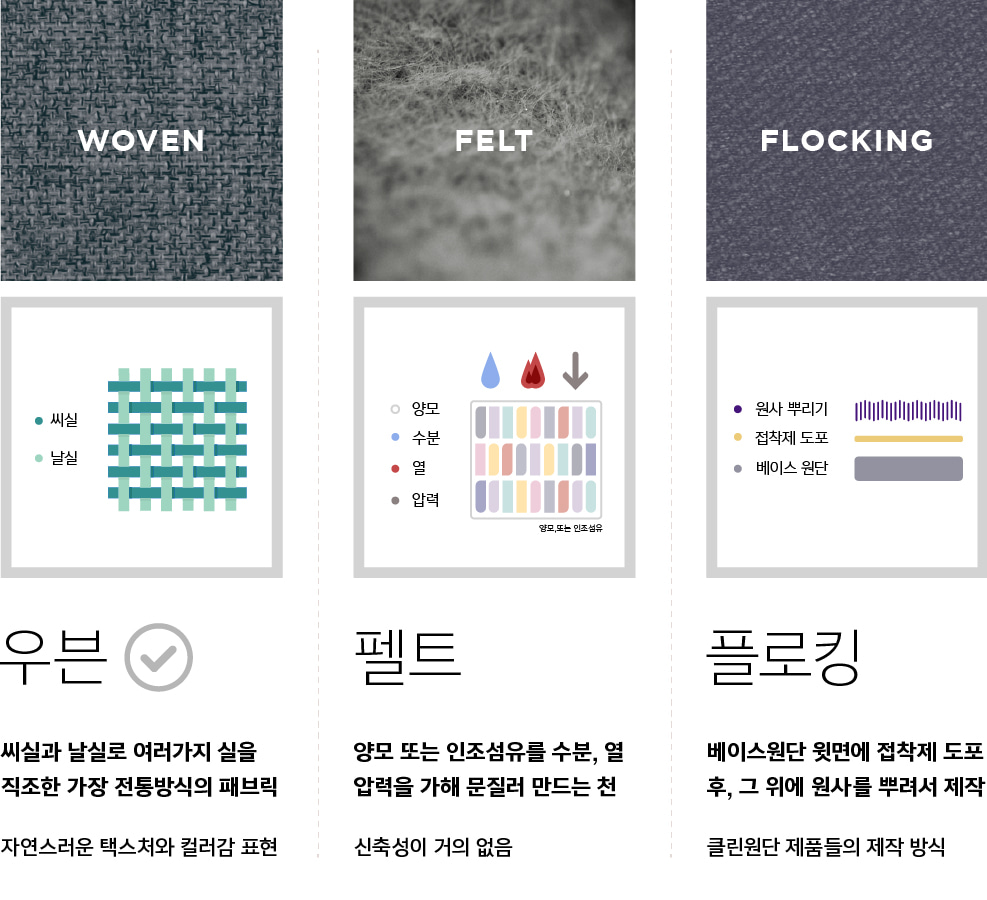 WOVEN
FELT
FLOCKING
씨실
날실
양모
수분
열
압력
양모,또는 인조섬유
원사 뿌리기
접착제 도포
베이스 원단
우븐
펠트
플로킹
씨실과 날실로 여러가지 실을
직조한 가장 전통방식의 패브릭
자연스러운 택스처와 컬러감 표현
양모 또는 인조섬유를 수분, 열
압력을 가해 문질러 만드는 천
신축성이 거의 없음
베이스원단 윗면에 접착제 도포
후, 그 위에 원사를 뿌려서 제작
클린원단 제품들의 제작 방식